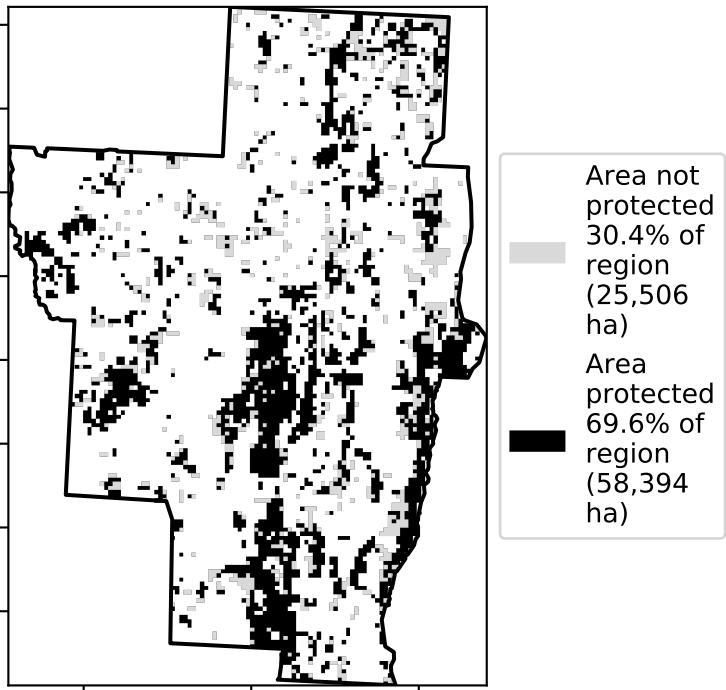 Area not
protected
30.4% of
region
(25,506
ha)
Area
protected
69.6% of
region
(58,394
ha)